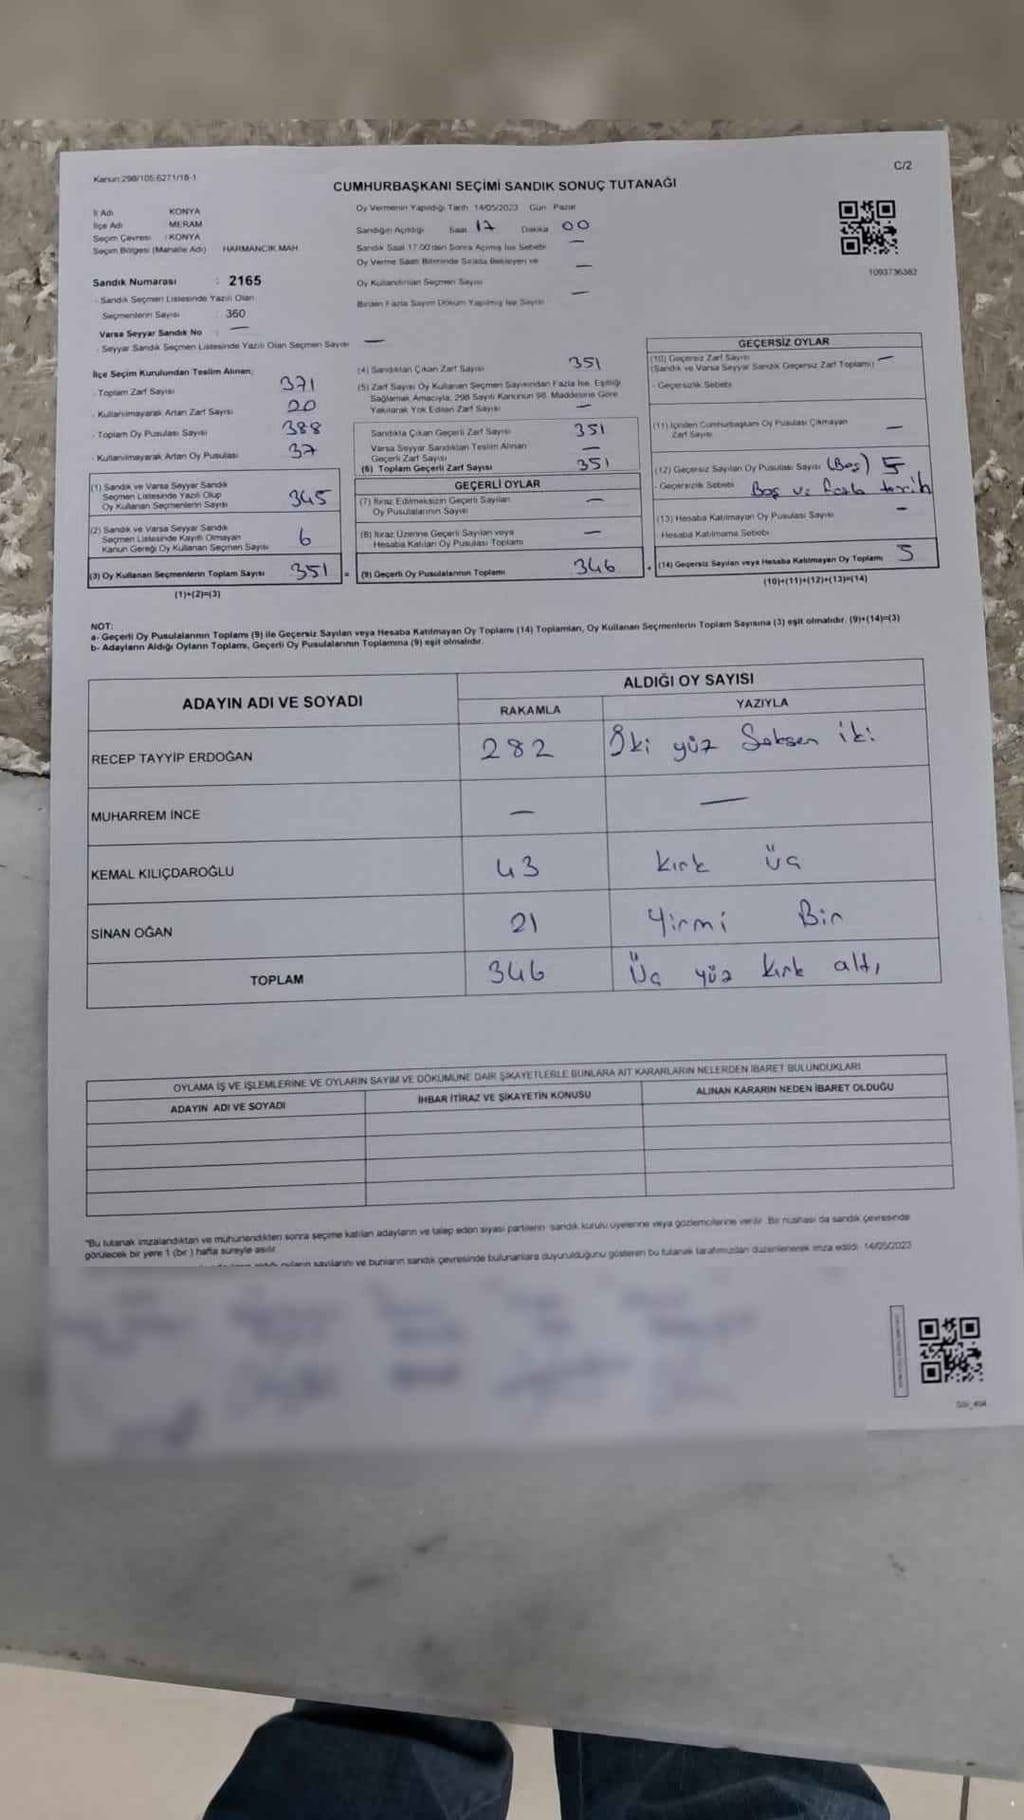 Kanun:298/105:6271/18-1
C/2
CUMHURBAŞKANI SEÇİMİ SANDIK SONUÇ TUTANAĞI
İl Adı KONYA
İlçe Adı MERAM
Seçim Çevresi : KONYA
Seçim Bölgesi (Mahalle Adı) HARMANCIK MAH
Sandık Numarası : 2165
- Sandık Seçmen Listesinde Yazılı Olan
Seçmenlerin Sayısı 360
Varsa Seyyar Sandık No —
- Seyyar Sandık Seçmen Listesinde Yazılı Olan Seçmen Sayısı —
Oy Vermenin Yapıldığı Tarih 14/05/2023 Gün Pazar
Sandığın Açıldığı Saat 17 Dakika 00
Sandık Saat 17.00'den Sonra Açılmış İse Sebebi —
Oy Verme Saati Bitiminde Sırada Bekleyen ve
Oy Kullandırılan Seçmen Sayısı —
Birden Fazla Sayım Döküm Yapılmış İse Sayısı —
1093736382
İlçe Seçim Kurulundan Teslim Alınan;
- Toplam Zarf Sayısı 371
- Kullanılmayarak Artan Zarf Sayısı 20
- Toplam Oy Pusulası Sayısı 388
- Kullanılmayarak Artan Oy Pusulası 37
(1) Sandık ve Varsa Seyyar Sandık
Seçmen Listesinde Yazılı Olup
Oy Kullanan Seçmenlerin Sayısı 345
(2) Sandık ve Varsa Seyyar Sandık
Seçmen Listesinde Kayıtlı Olmayan
Kanun Gereği Oy Kullanan Seçmen Sayısı 6
(3) Oy Kullanan Seçmenlerin Toplam Sayısı 351 =
(1)+(2)=(3)
(4) Sandıktan Çıkan Zarf Sayısı 351
(5) Zarf Sayısı Oy Kullanan Seçmen Sayısından Fazla İse, Eşitliği
Sağlamak Amacıyla, 298 Sayılı Kanunun 98. Maddesine Göre
Yakılarak Yok Edilen Zarf Sayısı —
Sandıkta Çıkan Geçerli Zarf Sayısı 351
Varsa Seyyar Sandıktan Teslim Alınan
Geçerli Zarf Sayısı —
(6) Toplam Geçerli Zarf Sayısı 351
GEÇERLİ OYLAR
(7) İtiraz Edilmeksizin Geçerli Sayılan
Oy Pusulalarının Sayısı —
(8) İtiraz Üzerine Geçerli Sayılan veya
Hesaba Katılan Oy Pusulası Toplamı —
(9) Geçerli Oy Pusulalarının Toplamı 346 +
GEÇERSİZ OYLAR
(10) Geçersiz Zarf Sayısı —
(Sandık ve Varsa Seyyar Sandık Geçersiz Zarf Toplamı)
- Geçersizlik Sebebi
(11) İçinden Cumhurbaşkanı Oy Pusulası Çıkmayan
Zarf Sayısı —
(12) Geçersiz Sayılan Oy Pusulası Sayısı (Boş) 5
- Geçersizlik Sebebi Boş ve fazla tercih
(13) Hesaba Katılmayan Oy Pusulası Sayısı —
Hesaba Katılmama Sebebi
(14) Geçersiz Sayılan veya Hesaba Katılmayan Oy Toplamı 5
(10)+(11)+(12)+(13)=(14)
NOT:
a- Geçerli Oy Pusulalarının Toplamı (9) ile Geçersiz Sayılan veya Hesaba Katılmayan Oy Toplamı (14) Toplamları, Oy Kullanan Seçmenlerin Toplam Sayısına (3) eşit olmalıdır. (9)+(14)=(3)
b- Adayların Aldığı Oyların Toplamı, Geçerli Oy Pusulalarının Toplamına (9) eşit olmalıdır.
ADAYIN ADI VE SOYADI
ALDIĞI OY SAYISI
RAKAMLA YAZIYLA
RECEP TAYYİP ERDOĞAN 282 İki yüz Seksen iki
MUHARREM İNCE — —
KEMAL KILIÇDAROĞLU 43 Kırk üç
SİNAN OĞAN 21 Yirmi Bir
TOPLAM 346 Üç yüz kırk altı
OYLAMA İŞ VE İŞLEMLERİNE VE OYLARIN SAYIM VE DÖKÜMÜNE DAİR ŞİKAYETLERLE BUNLARA AİT KARARLARIN NELERDEN İBARET BULUNDUKLARI
ADAYIN ADI VE SOYADI İHBAR İTİRAZ VE ŞİKAYETİN KONUSU ALINAN KARARIN NEDEN İBARET OLDUĞU
"Bu tutanak imzalandıktan ve mühürlendikten sonra seçime katılan adayların ve talep eden siyasi partilerin sandık kurulu üyelerine veya gözlemcilerine verilir. Bir nüshası da sandık çevresinde
görülecek bir yere 1 (bir) hafta süreyle asılır.
oyların sayılarını ve bunların sandık çevresinde bulunanlara duyurulduğunu gösteren bu tutanak tarafımızdan düzenlenerek imza edildi. 14/05/2023